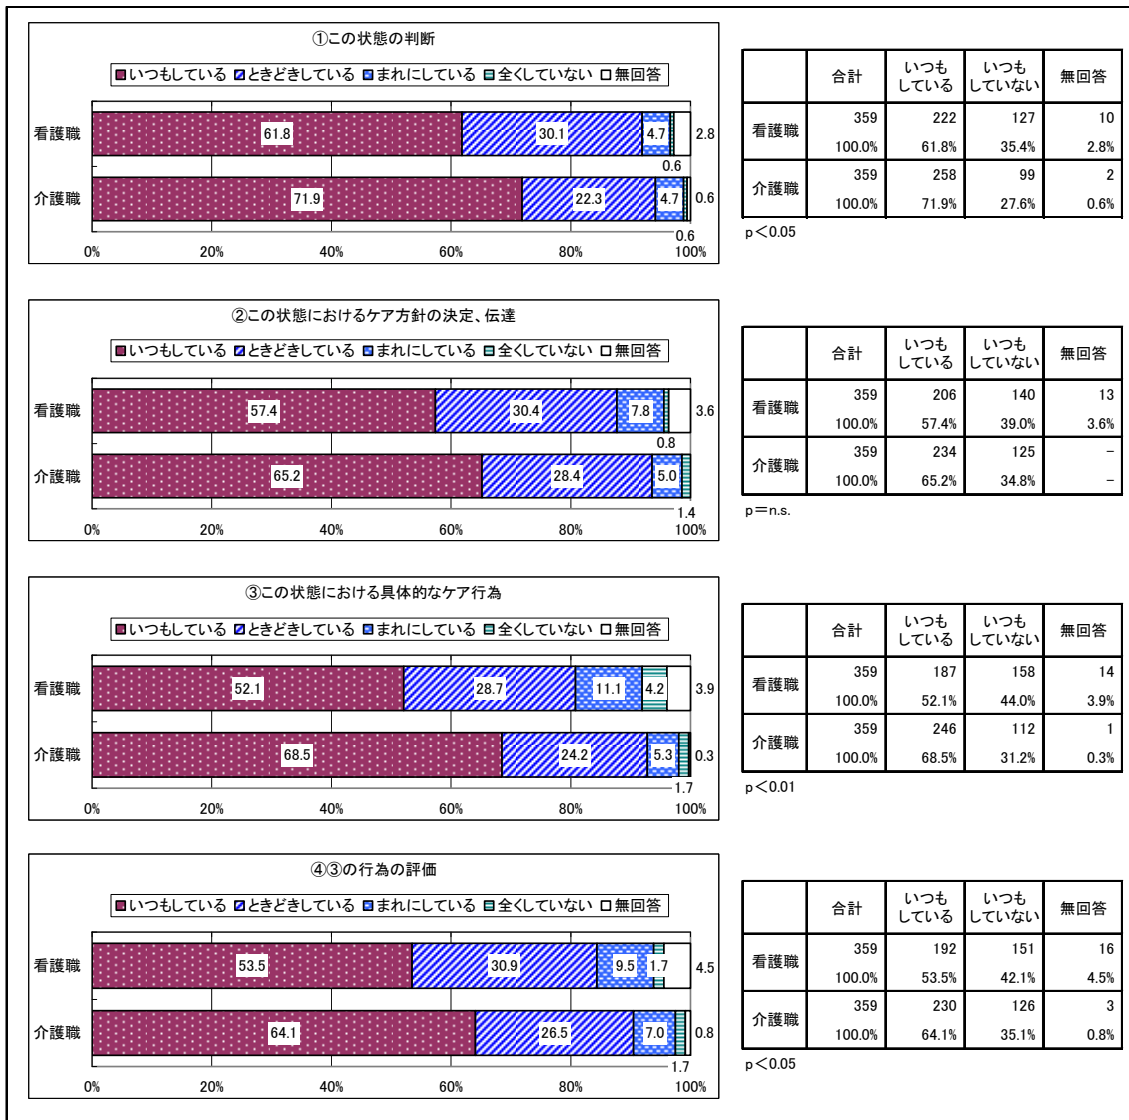 ①この状態の判断
いつもしている ときどきしている まれにしている 全くしていない 無回答
看護職 61.8 30.1 4.7 2.8
0.6
介護職 71.9 22.3 4.7 0.6
0.6
0% 20% 40% 60% 80% 100%
合計 いつもしている いつもしていない 無回答
看護職 359 222 127 10
100.0% 61.8% 35.4% 2.8%
介護職 359 258 99 2
100.0% 71.9% 27.6% 0.6%
p＜0.05
②この状態におけるケア方針の決定、伝達
いつもしている ときどきしている まれにしている 全くしていない 無回答
看護職 57.4 30.4 7.8 3.6
0.8
介護職 65.2 28.4 5.0
1.4
0% 20% 40% 60% 80% 100%
合計 いつもしている いつもしていない 無回答
看護職 359 206 140 13
100.0% 57.4% 39.0% 3.6%
介護職 359 234 125 －
100.0% 65.2% 34.8% －
p＝n.s.
③この状態における具体的なケア行為
いつもしている ときどきしている まれにしている 全くしていない 無回答
看護職 52.1 28.7 11.1 4.2 3.9
介護職 68.5 24.2 5.3 0.3
1.7
0% 20% 40% 60% 80% 100%
合計 いつもしている いつもしていない 無回答
看護職 359 187 158 14
100.0% 52.1% 44.0% 3.9%
介護職 359 246 112 1
100.0% 68.5% 31.2% 0.3%
p＜0.01
④③の行為の評価
いつもしている ときどきしている まれにしている 全くしていない 無回答
看護職 53.5 30.9 9.5 1.7 4.5
介護職 64.1 26.5 7.0 0.8
1.7
0% 20% 40% 60% 80% 100%
合計 いつもしている いつもしていない 無回答
看護職 359 192 151 16
100.0% 53.5% 42.1% 4.5%
介護職 359 230 126 3
100.0% 64.1% 35.1% 0.8%
p＜0.05